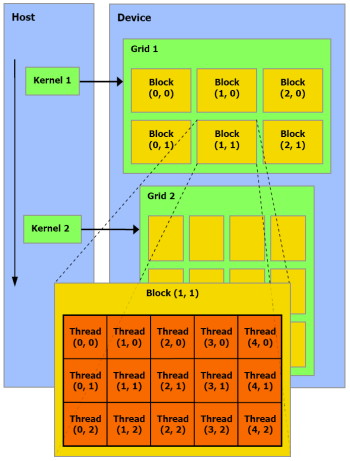 Host
Device
Grid 1
Kernel 1
Block
(0, 0)
Block
(1, 0)
Block
(2, 0)
Block
(0, 1)
Block
(1, 1)
Block
(2, 1)
Grid 2
Kernel 2
Block (1, 1)
Thread
(0, 0)
Thread
(1, 0)
Thread
(2, 0)
Thread
(3, 0)
Thread
(4, 0)
Thread
(0, 1)
Thread
(1, 1)
Thread
(2, 1)
Thread
(3, 1)
Thread
(4, 1)
Thread
(0, 2)
Thread
(1, 2)
Thread
(2, 2)
Thread
(3, 2)
Thread
(4, 2)